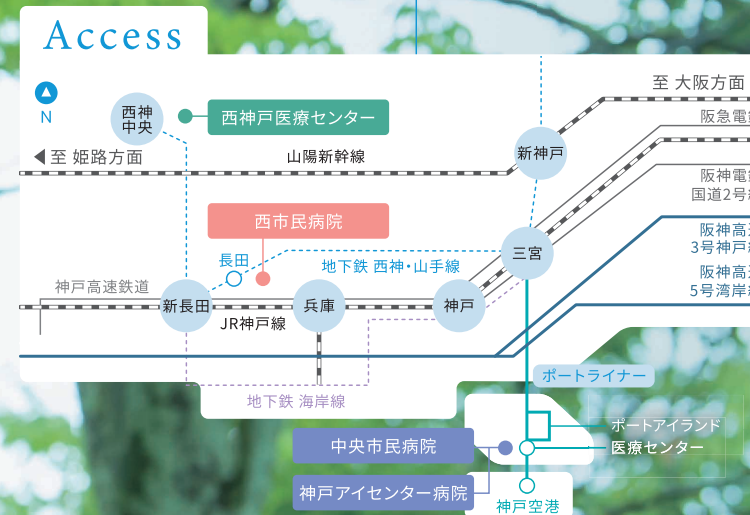 Access
N
西神
中央
西神戸医療センター
至 大阪方面
阪急電
至 姫路方面
山陽新幹線
新神戸
阪神電
国道2号
西市民病院
長田
地下鉄 西神・山手線
三宮
阪神高
3号神戸
阪神高
5号湾岸
神戸高速鉄道
新長田
JR神戸線
兵庫
神戸
ポートライナー
地下鉄 海岸線
ポートアイランド
中央市民病院
医療センター
神戸アイセンター病院
神戸空港